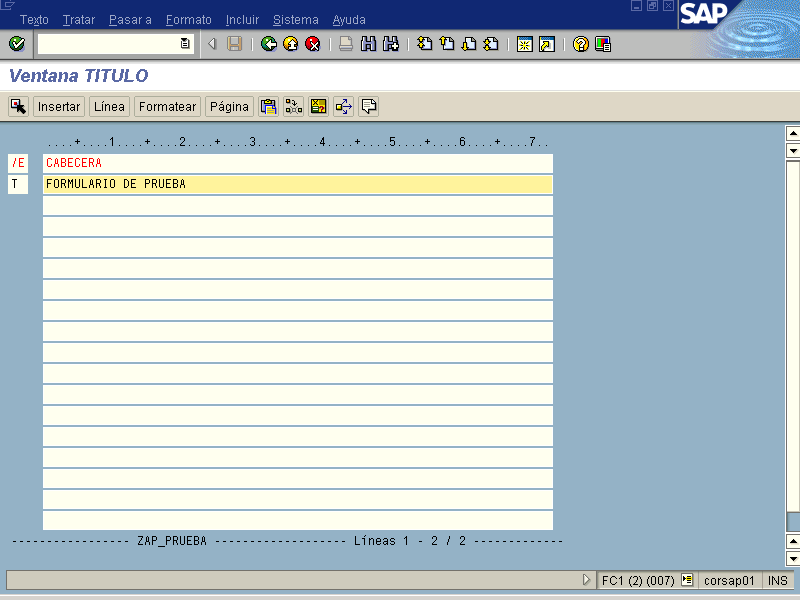 Texto Tratar Pasar a Formato Incluir Sistema Ayuda
SAP
Ventana TITULO
Insertar Línea Formatear Página
....+....1....+....2....+....3....+....4....+....5....+....6....+....7..
/E CABECERA
T FORMULARIO DE PRUEBA
----------------- ZAP_PRUEBA ------------------- Líneas 1 - 2 / 2 -------------
FC1 (2) (007) corsap01 INS